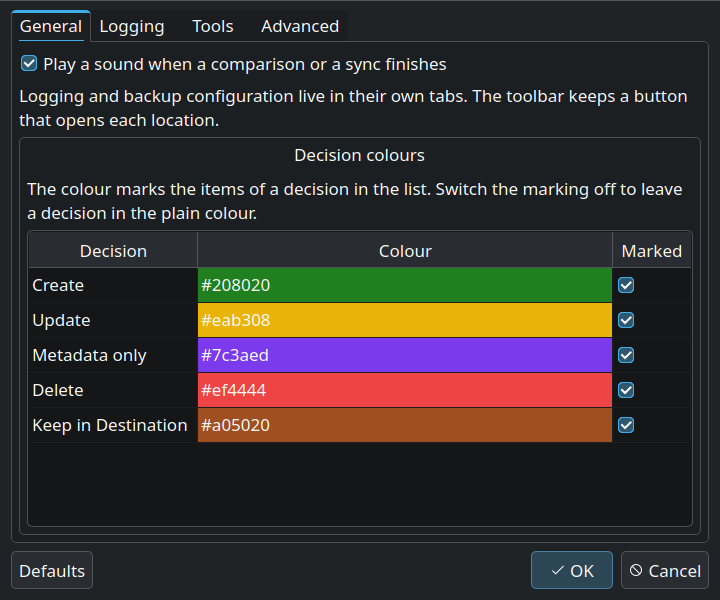 General Logging Tools Advanced
Play a sound when a comparison or a sync finishes
Logging and backup configuration live in their own tabs. The toolbar keeps a button
that opens each location.
Decision colours
The colour marks the items of a decision in the list. Switch the marking off to leave
a decision in the plain colour.
Decision Colour Marked
Create #208020
Update #eab308
Metadata only #7c3aed
Delete #ef4444
Keep in Destination #a05020
Defaults OK Cancel